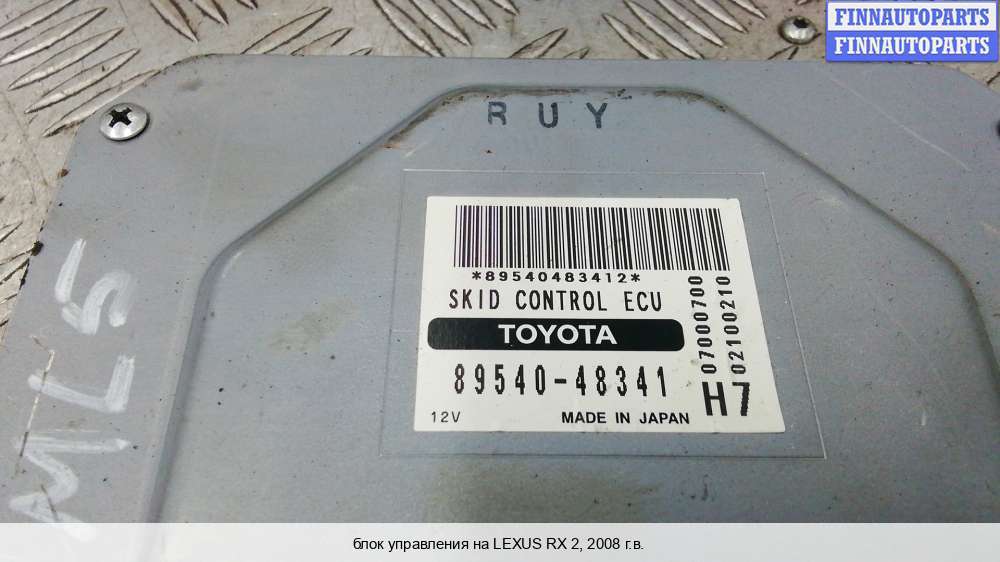 FINNAUTOPARTS
FINNAUTOPARTS
RUY
*89540483412*
SKID CONTROL ECU
TOYOTA
89540-48341
12V MADE IN JAPAN
07000700
02100210
H7
MLS
блок управления на LEXUS RX 2, 2008 г.в.